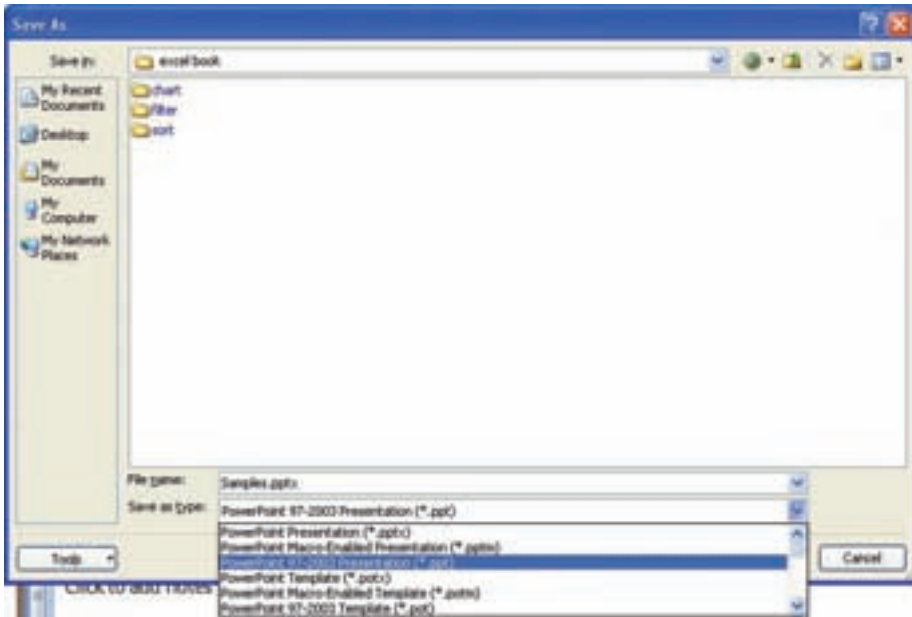 Save As
Save in:
excel book
My Recent
Documents
Desktop
My
Documents
My
Computer
My Network
Places
chart
filter
sort
File name:
Samples.pptx
Save as type:
PowerPoint 97-2003 Presentation (*.ppt)
PowerPoint Presentation (*.pptx)
PowerPoint Macro-Enabled Presentation (*.pptm)
PowerPoint 97-2003 Presentation (*.ppt)
PowerPoint Template (*.potx)
PowerPoint Macro-Enabled Template (*.potm)
PowerPoint 97-2003 Template (*.pot)
Tools
Cancel
Click to add notes